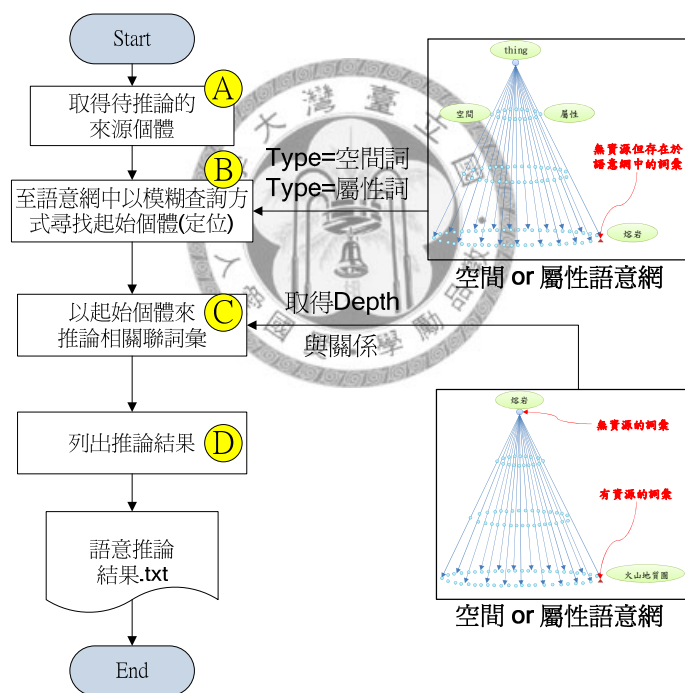 Start
A
取得待推論的
來源個體
B
至語意網中以模糊查詢方
式尋找起始個體(定位)
Type=空間詞
Type=屬性詞
C
以起始個體來
推論相關聯詞彙
取得Depth
與關係
D
列出推論結果
語意推論
結果.txt
End
thing
空間
屬性
無資源但存在於
語意網中的詞彙
熔岩
空間 or 屬性語意網
熔岩
無資源的詞彙
有資源的詞彙
火山地質圖
空間 or 屬性語意網
大灣臺立國